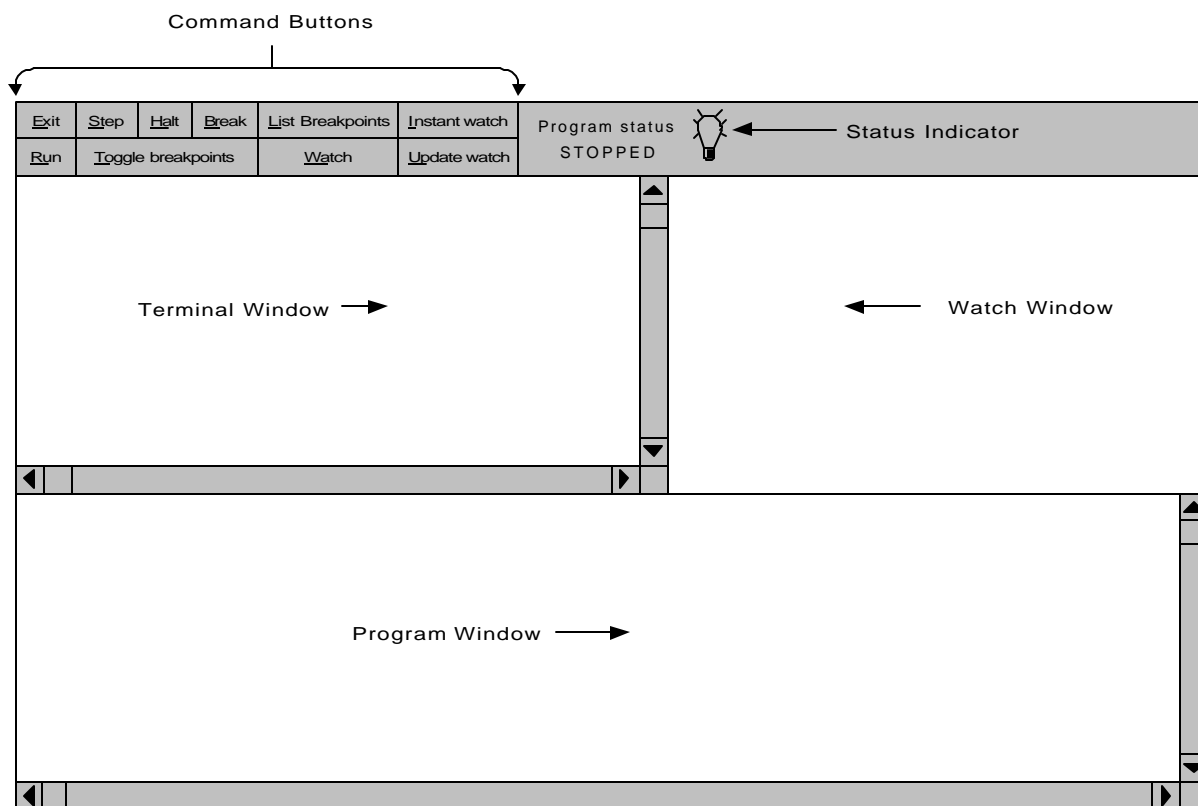 Command Buttons
Exit Step Halt Break List Breakpoints Instant watch
Run Toggle breakpoints Watch Update watch
Program status
STOPPED
Status Indicator
Terminal Window
Watch Window
Program Window